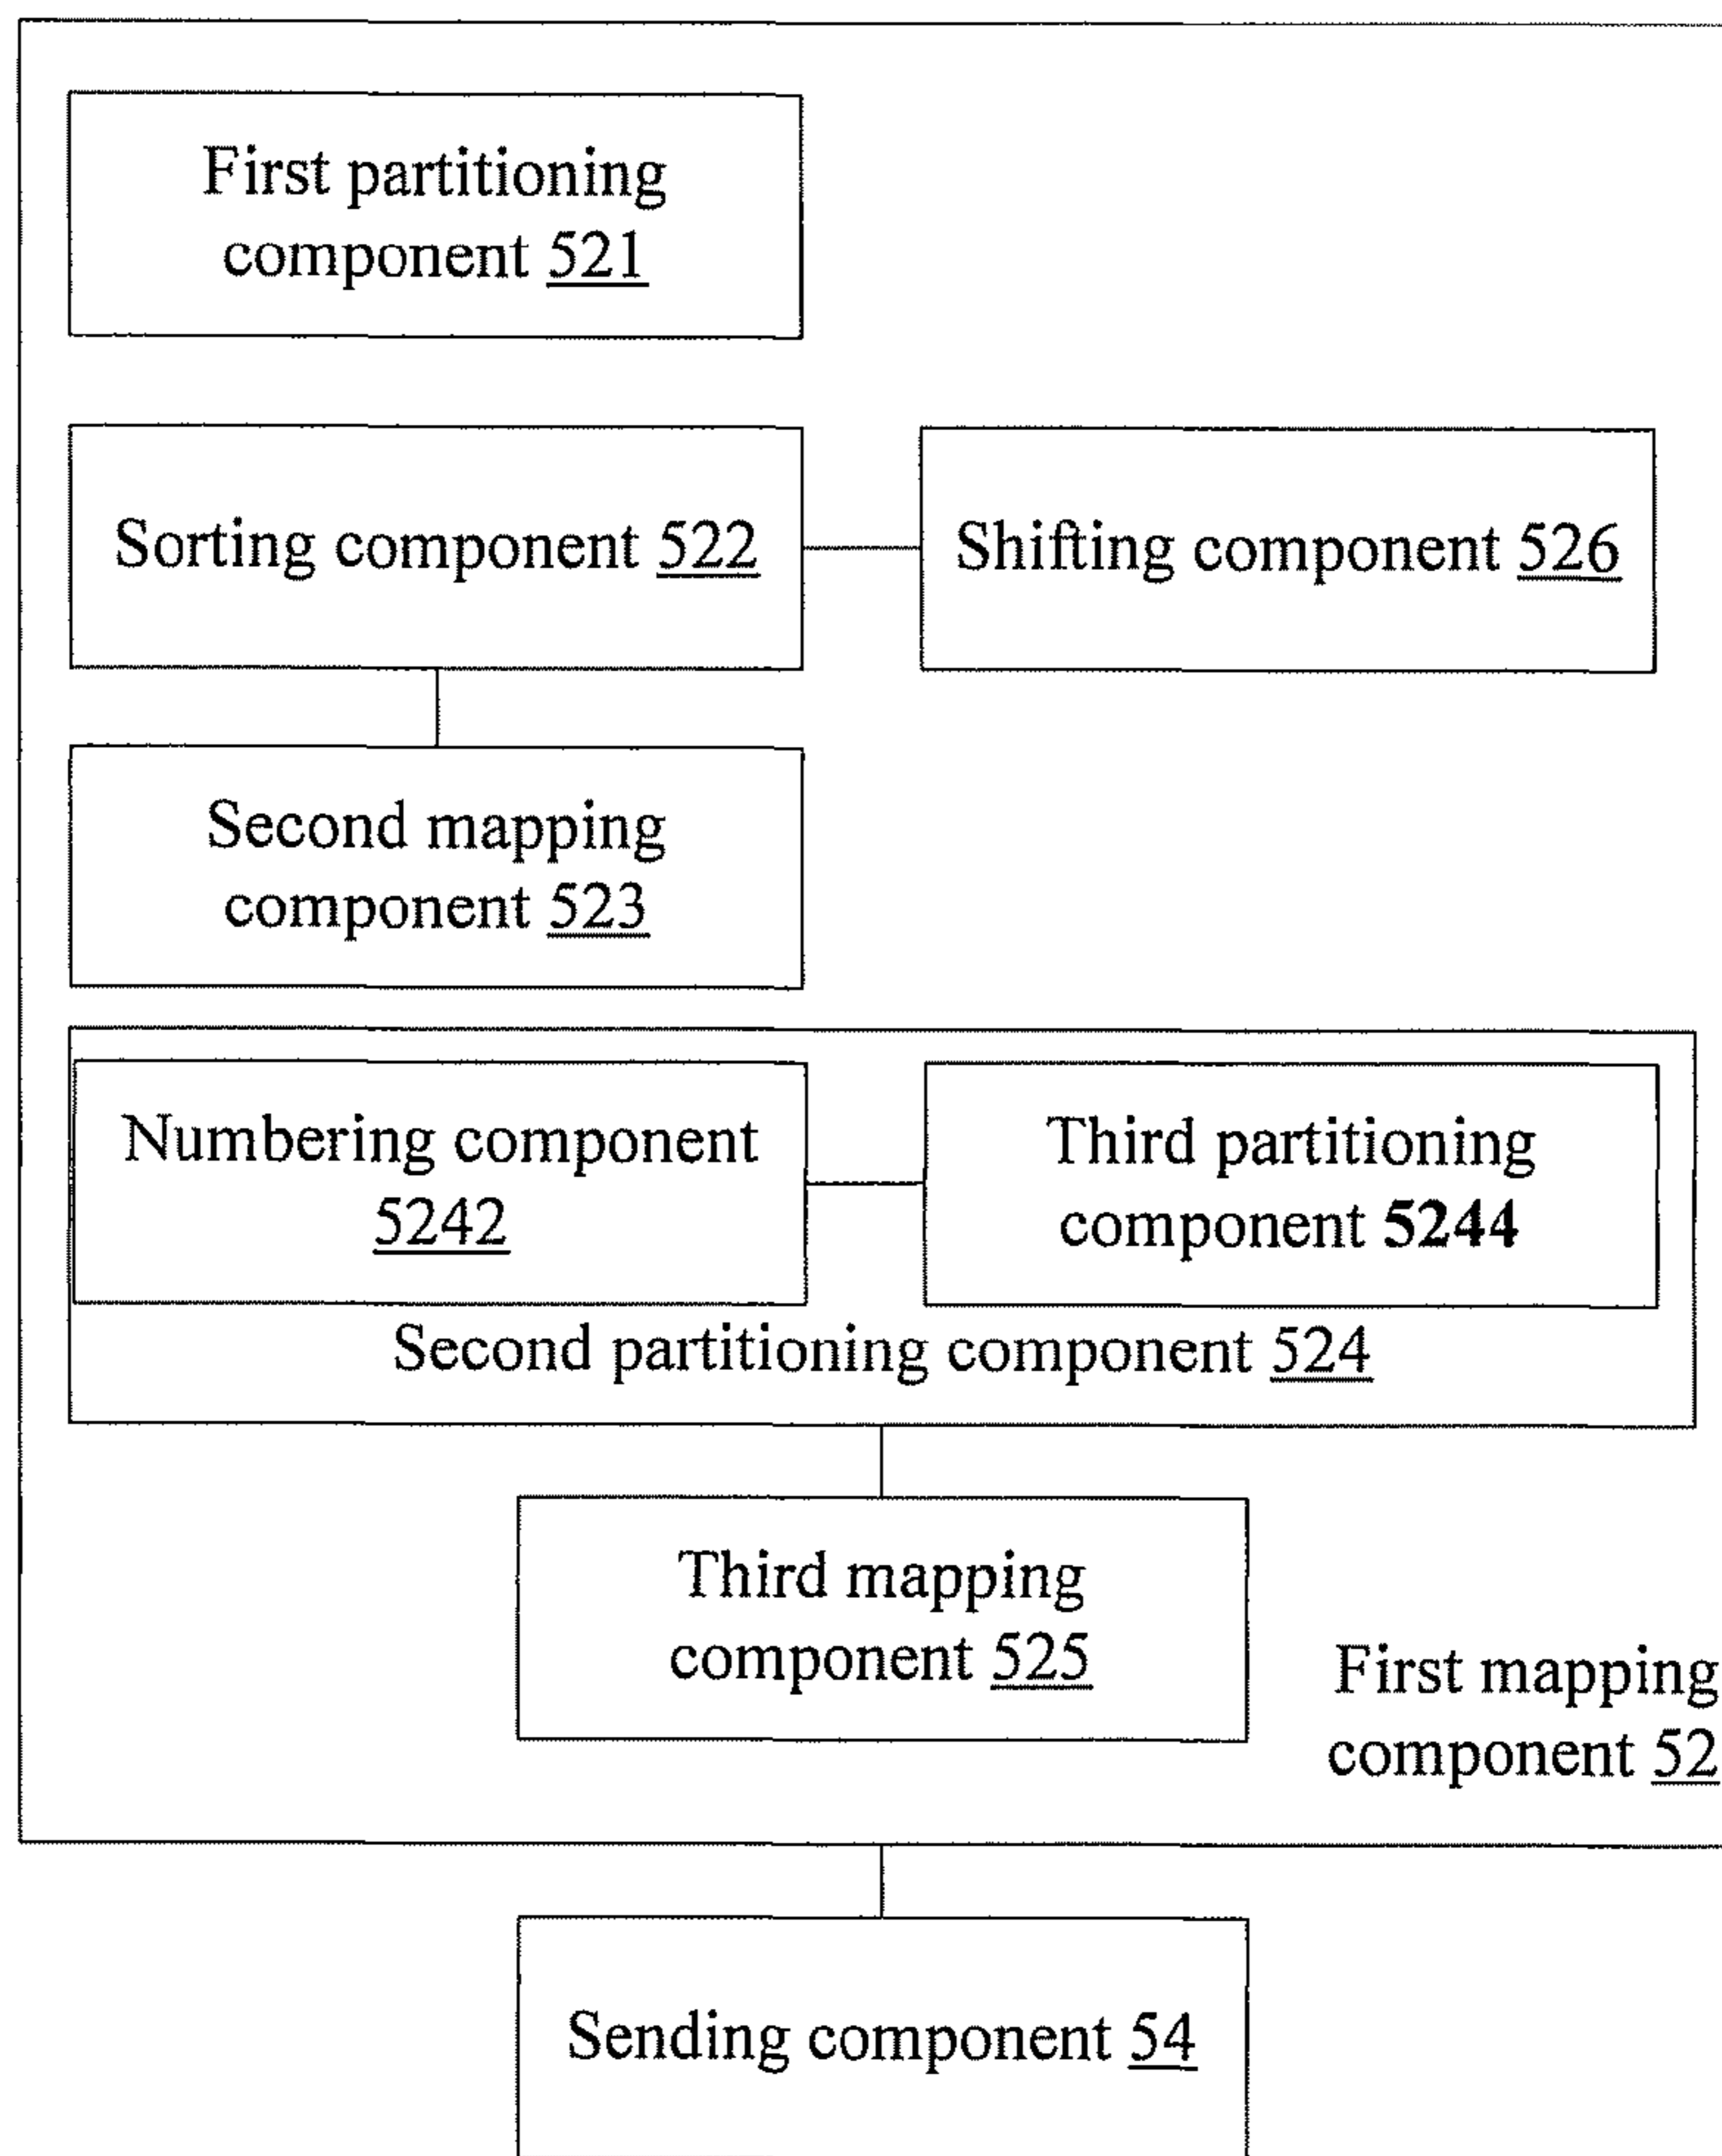 First partitioning
component 521
Sorting component 522
Shifting component 526
Second mapping
component 523
Numbering component
5242
Third partitioning
component 5244
Second partitioning component 524
Third mapping
component 525
First mapping
component 52
Sending component 54